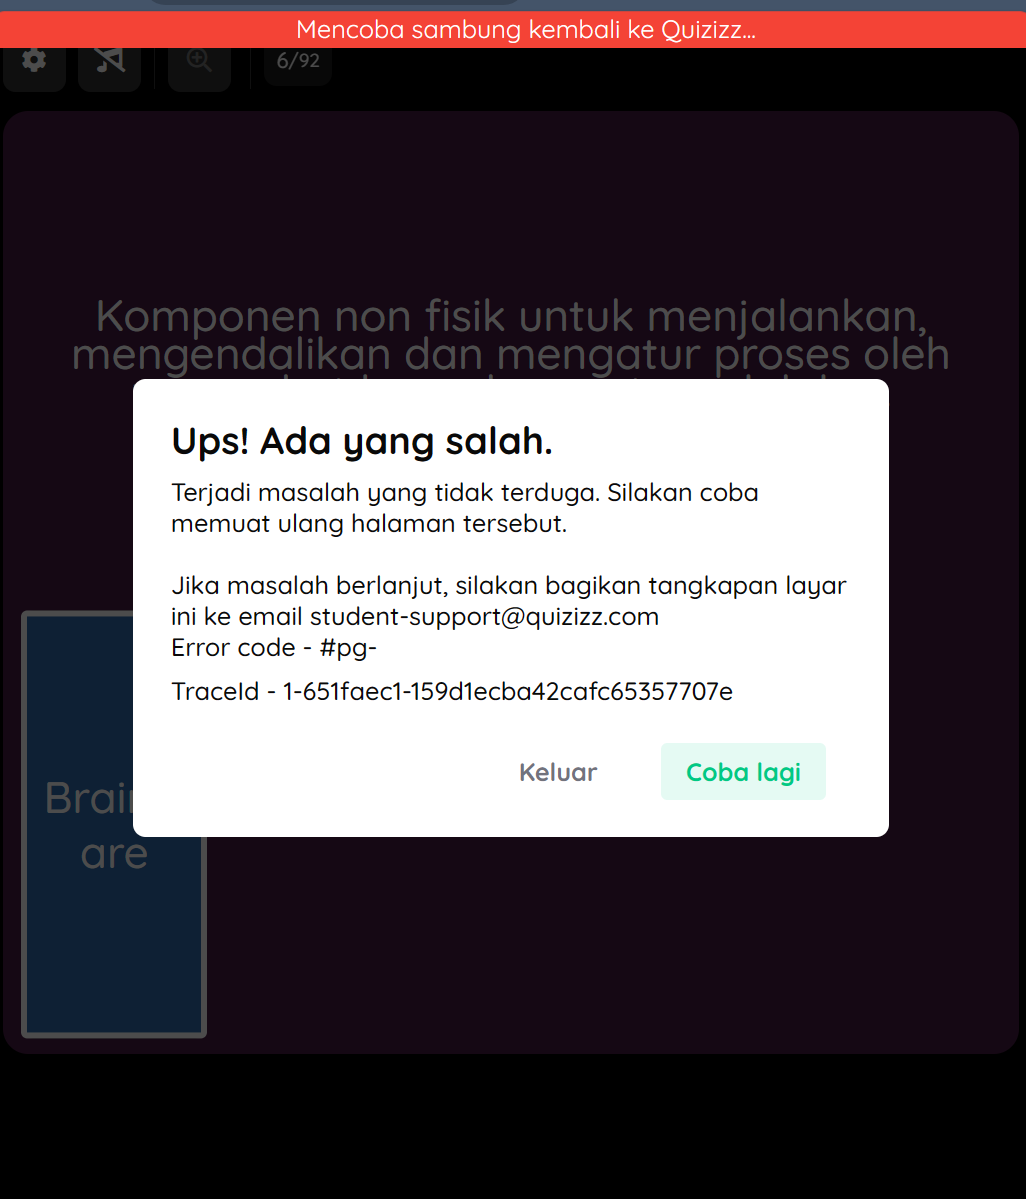 Mencoba sambung kembali ke Quizizz...
6/92
Komponen non fisik untuk menjalankan,
mengendalikan dan mengatur proses oleh
Ups! Ada yang salah.
Terjadi masalah yang tidak terduga. Silakan coba
memuat ulang halaman tersebut.
Jika masalah berlanjut, silakan bagikan tangkapan layar
ini ke email student-support@quizizz.com
Error code - #pg-
TraceId - 1-651faec1-159d1ecba42cafc65357707e
Keluar
Coba lagi
are